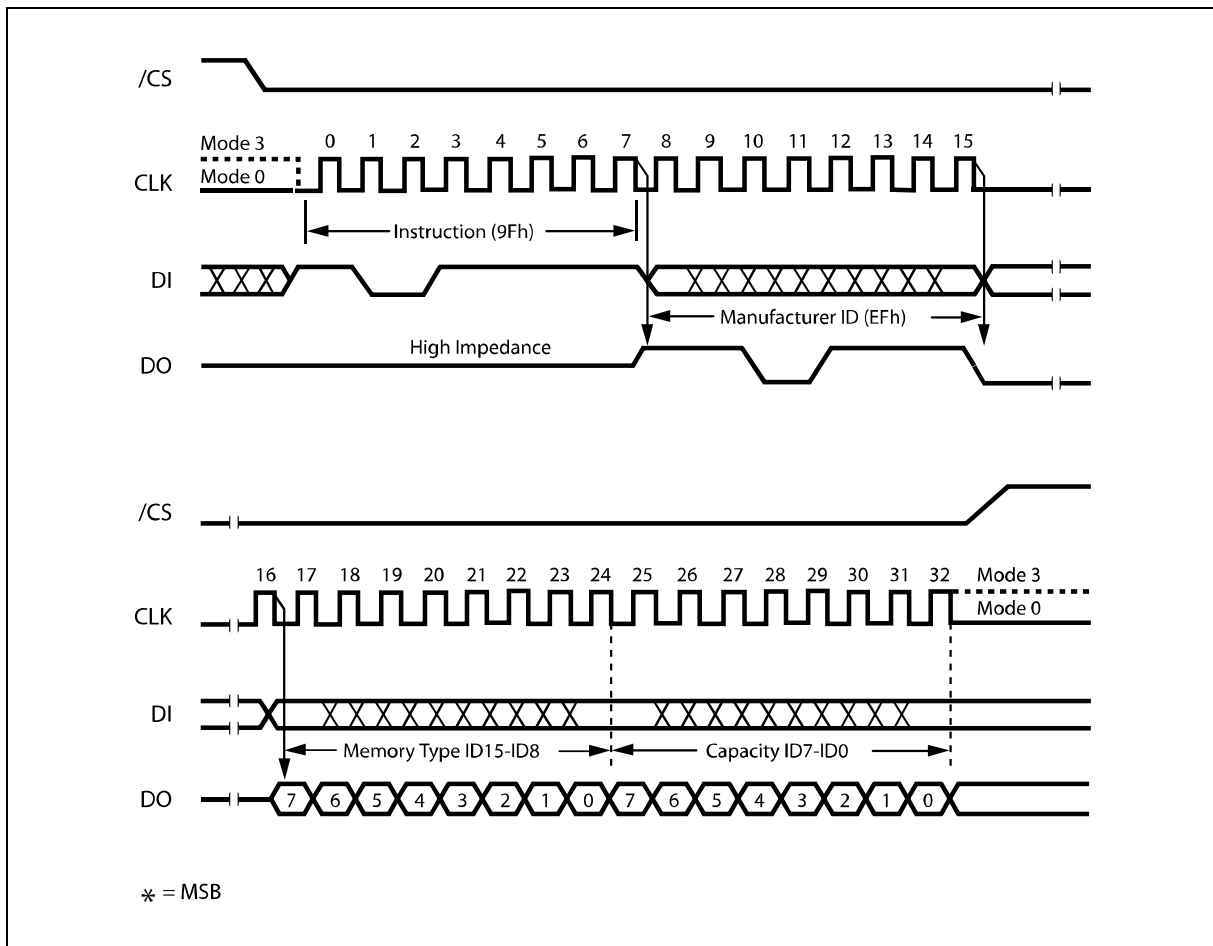 /CS
Mode 3
0 1 2 3 4 5 6 7 8 9 10 11 12 13 14 15
Mode 0
CLK
Instruction (9Fh)
DI
Manufacturer ID (EFh)
High Impedance
DO
/CS
16 17 18 19 20 21 22 23 24 25 26 27 28 29 30 31 32
Mode 3
Mode 0
CLK
DI
Memory Type ID15-ID8
Capacity ID7-ID0
DO
7 6 5 4 3 2 1 0 7 6 5 4 3 2 1 0
* = MSB